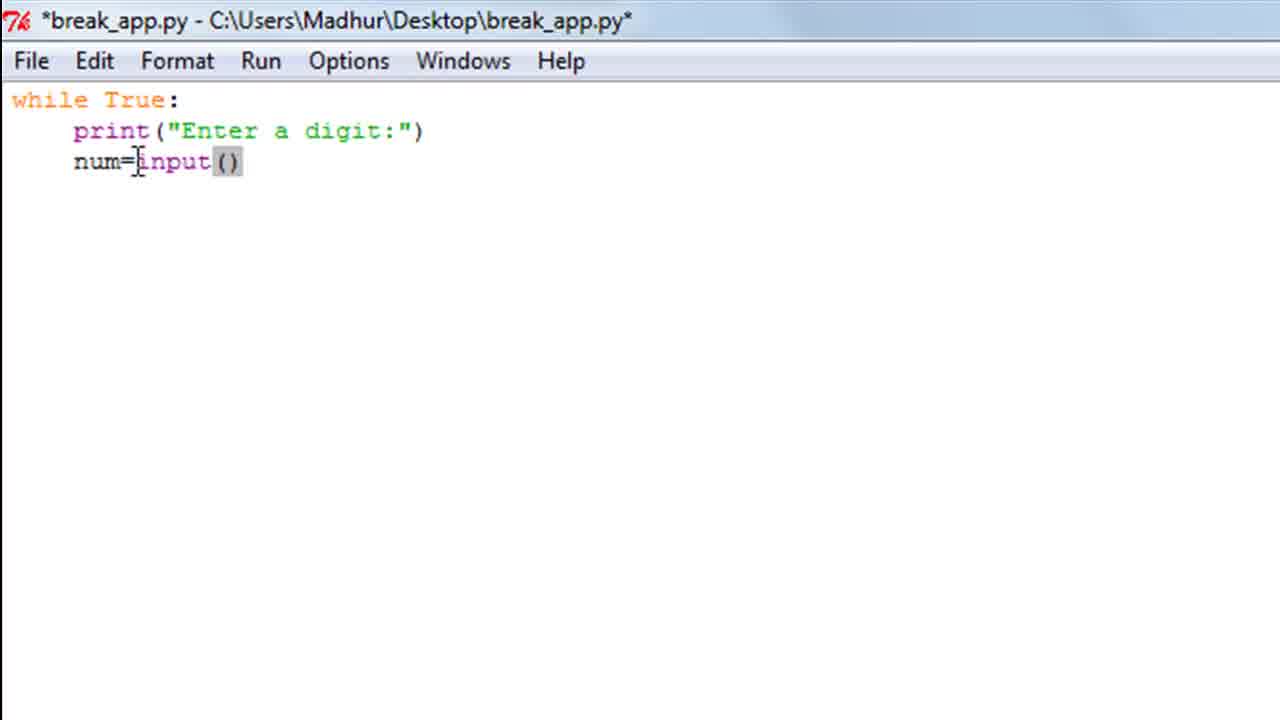 *break_app.py - C:\Users\Madhur\Desktop\break_app.py*
File Edit Format Run Options Windows Help
while True:
    print("Enter a digit:")
    num=input()